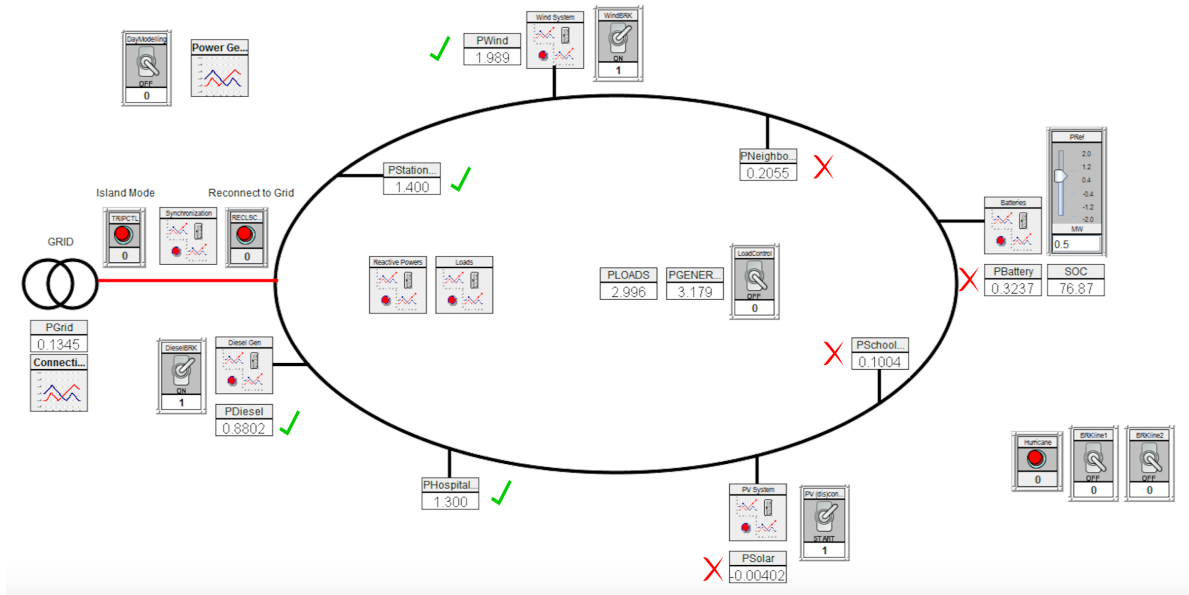 Wind System
WindBRK
DayModelling
Power Ge...
PWind
1.989
ON
1
OFF
0
PStation...
1.400
PNeighbo...
0.2055
PRef
2.0
1.2
0.4
-0.4
-1.2
-2.0
MW
0.5
Island Mode
Reconnect to Grid
TRIPCTL
0
Synchronization
RECLSC...
0
Batteries
GRID
Reactive Powers
Loads
PLOADS
2.996
PGENER...
3.179
LoadControl
OFF
0
PBattery
0.3237
SOC
76.87
PGrid
0.1345
Connecti...
DieselBRK
ON
1
Diesel Gen
PDiesel
0.8802
PSchool...
0.1004
Hurricane
0
BRKline1
OFF
0
BRKline2
OFF
0
PHospital...
1.300
PV System
PV (dis)con...
START
1
PSolar
-0.00402